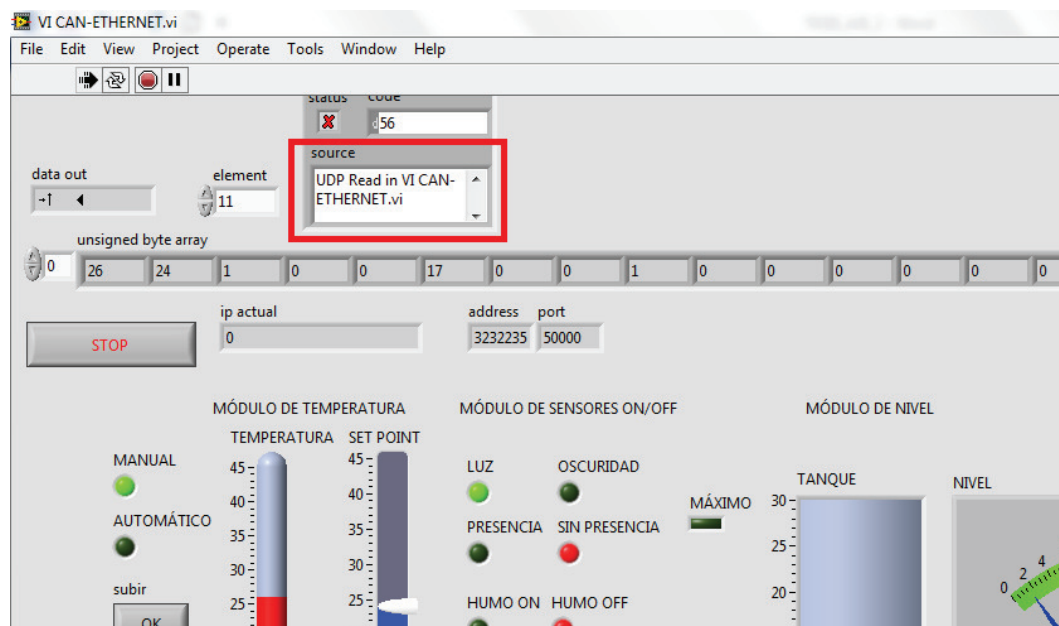 VI CAN-ETHERNET.vi
File Edit View Project Operate Tools Window Help
status code
d 56
source
data out element UDP Read in VI CAN-
11 ETHERNET.vi
unsigned byte array
0 26 24 1 0 0 17 0 0 1 0 0 0 0 0 0
ip actual address port
STOP 0 3232235 50000
MÓDULO DE TEMPERATURA MÓDULO DE SENSORES ON/OFF MÓDULO DE NIVEL
TEMPERATURA SET POINT
MANUAL 45 45 LUZ OSCURIDAD TANQUE NIVEL
40 40 MÁXIMO 30
AUTOMÁTICO 35 35 PRESENCIA SIN PRESENCIA 25
30 30 0 2 4
subir 20
OK 25 25 HUMO ON HUMO OFF